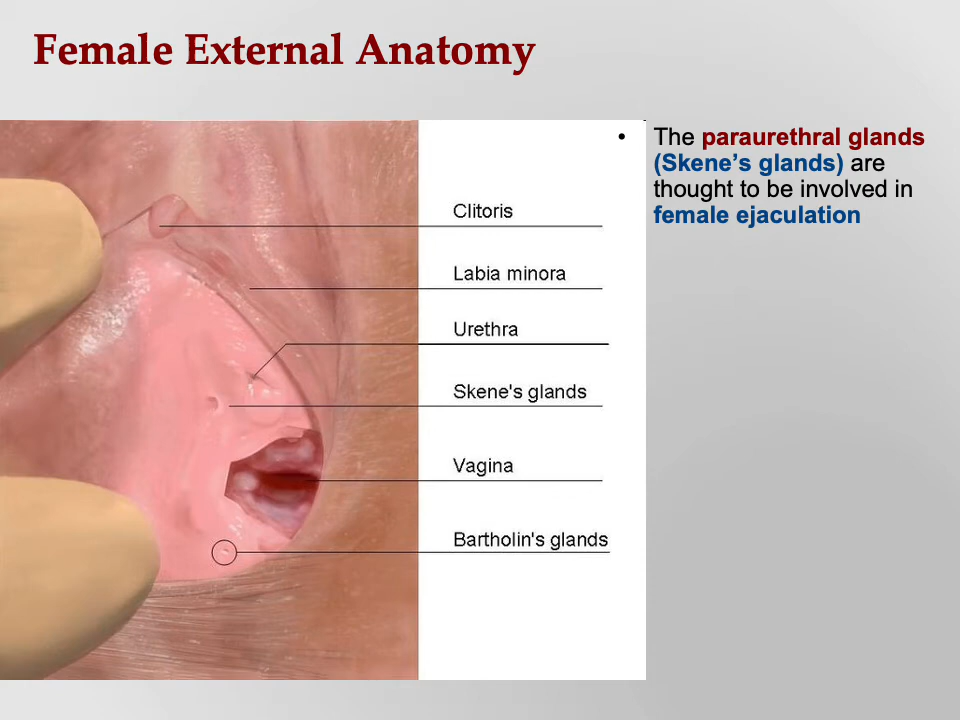 Female External Anatomy
Clitoris
Labia minora
Urethra
Skene's glands
Vagina
Bartholin's glands
• The paraurethral glands
(Skene’s glands) are
thought to be involved in
female ejaculation